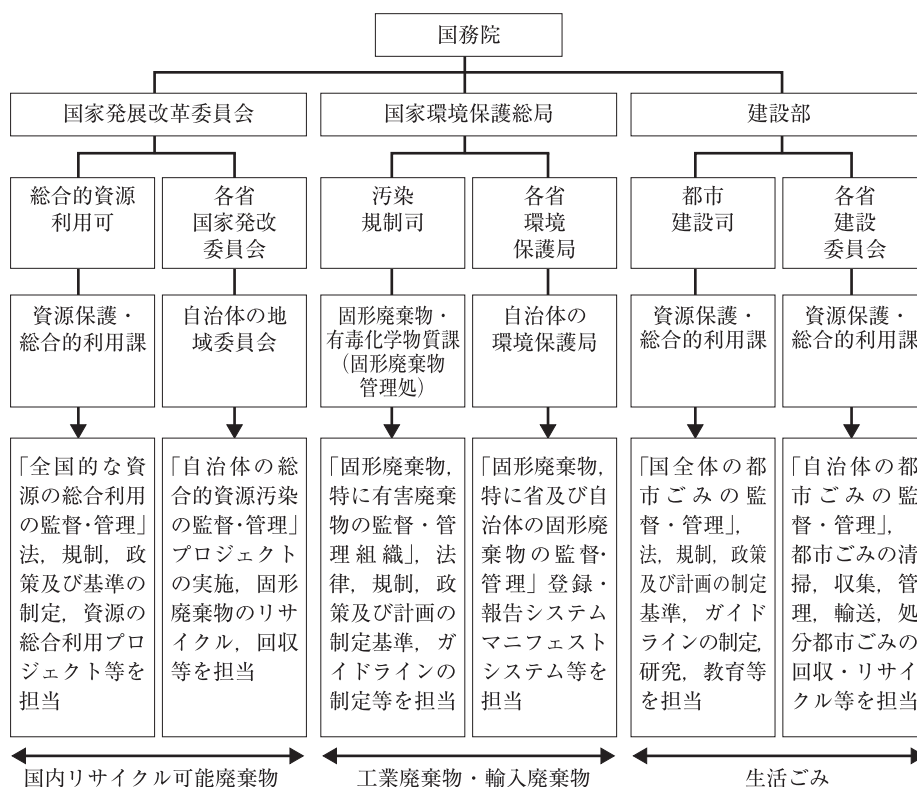 国務院
国家発展改革委員会
国家環境保護総局
建設部
総合的資源
利用可
各省
国家発改
委員会
汚染
規制司
各省
環境
保護局
都市
建設司
各省
建設
委員会
資源保護・
総合的利用課
自治体の地
域委員会
固形廃棄物・
有毒化学物質課
(固形廃棄物
管理処)
自治体の
環境保護局
資源保護・
総合的利用課
資源保護・
総合的利用課
「全国的な資
源の総合利用
の監督・管理」
法,規制,政
策及び基準の
制定,資源の
総合利用プロ
ジェクト等を
担当
「自治体の総
合的資源汚染
の監督・管理」
プロジェクト
の実施,固形
廃棄物のリサ
イクル,回収
等を担当
「固形廃棄物,
特に有害廃棄
物の監督・管
理組織」,法
律,規制,政
策及び計画の
制定基準,ガ
イドラインの
制定等を担当
「固形廃棄物,
特に省及び自
治体の固形廃
棄物の監督・
管理」登録・
報告システム
マニフェスト
システム等を
担当
「国全体の都
市ごみの監
督・管理」,
法,規制,政策
及び計画の制定
基準,ガイド
ラインの制定,
研究,教育等
を担当
「自治体の都
市ごみの監
督・管理」,
都市ごみの清
掃,収集,管
理,輸送,処
分都市ごみの
回収・リサイ
クル等を担当
国内リサイクル可能廃棄物
工業廃棄物・輸入廃棄物
生活ごみ